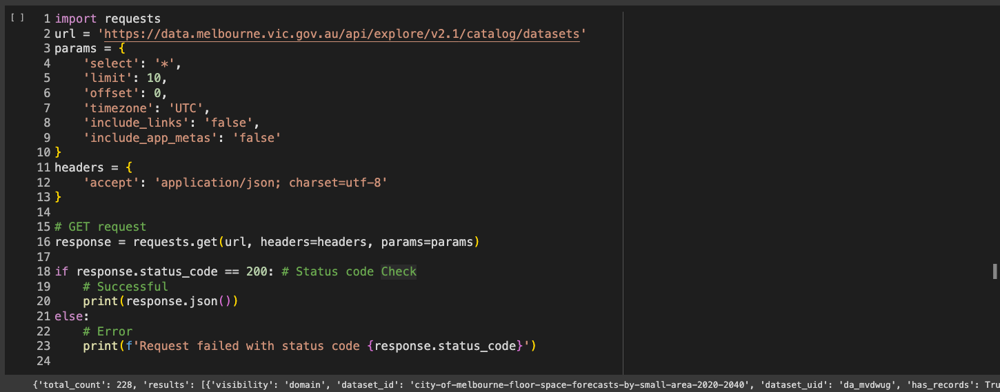 [ ] 1 import requests
2 url = 'https://data.melbourne.vic.gov.au/api/explore/v2.1/catalog/datasets'
3 params = {
4     'select': '*',
5     'limit': 10,
6     'offset': 0,
7     'timezone': 'UTC',
8     'include_links': 'false',
9     'include_app_metas': 'false'
10 }
11 headers = {
12     'accept': 'application/json; charset=utf-8'
13 }
14
15 # GET request
16 response = requests.get(url, headers=headers, params=params)
17
18 if response.status_code == 200: # Status code Check
19     # Successful
20     print(response.json())
21 else:
22     # Error
23     print(f'Request failed with status code {response.status_code}')
24
{'total_count': 228, 'results': [{'visibility': 'domain', 'dataset_id': 'city-of-melbourne-floor-space-forecasts-by-small-area-2020-2040', 'dataset_uid': 'da_mvdwug', 'has_records': Tru